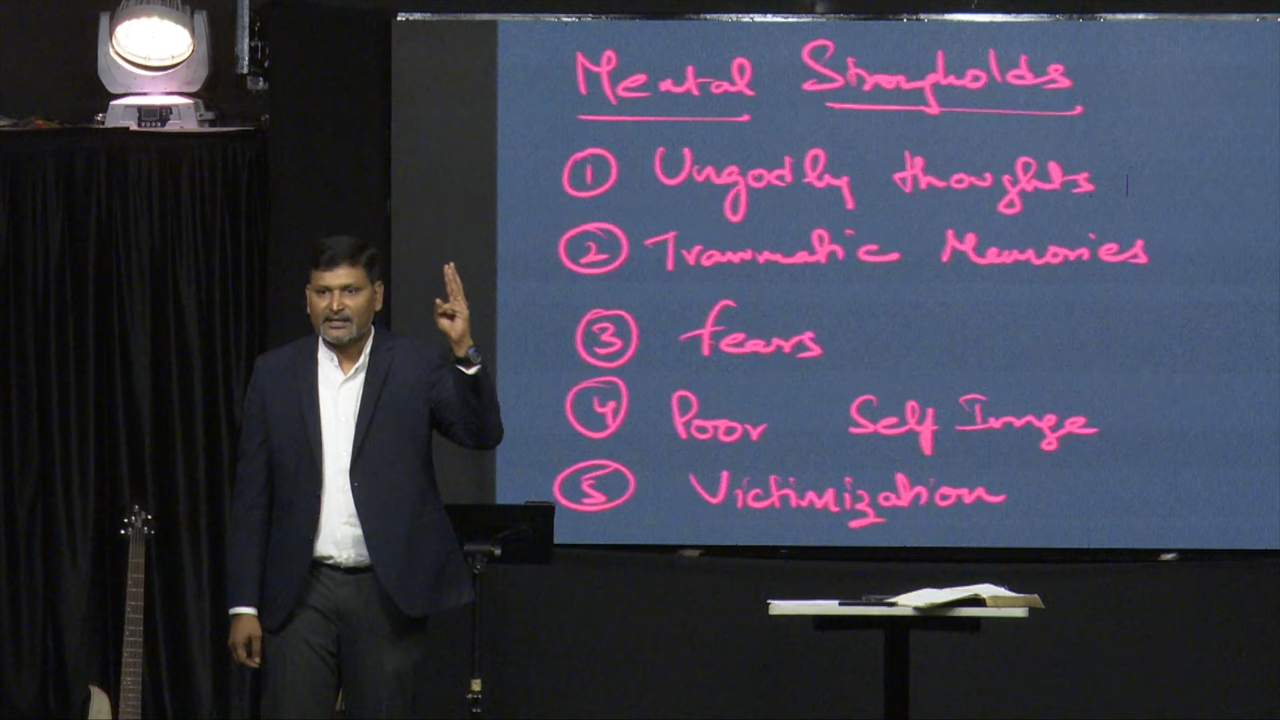 Mental Strongholds
① Ungodly thoughts
② Traumatic Memories
③ fears
④ Poor Self Image
⑤ Victimization